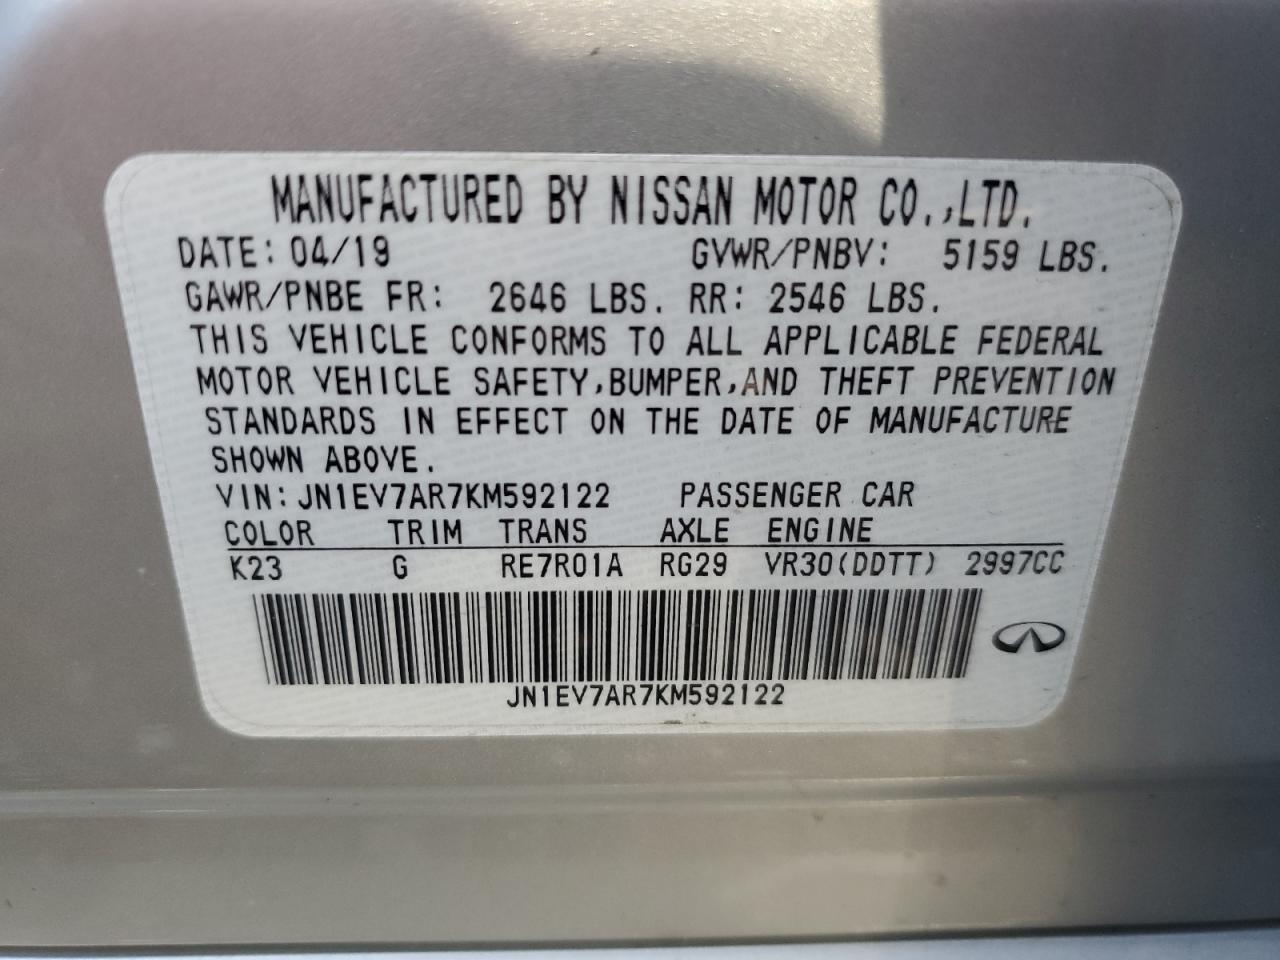 MANUFACTURED BY NISSAN MOTOR CO.,LTD.
DATE: 04/19 GVWR/PNBV: 5159 LBS.
GAWR/PNBE FR: 2646 LBS. RR: 2546 LBS.
THIS VEHICLE CONFORMS TO ALL APPLICABLE FEDERAL
MOTOR VEHICLE SAFETY,BUMPER,AND THEFT PREVENTION
STANDARDS IN EFFECT ON THE DATE OF MANUFACTURE
SHOWN ABOVE.
VIN: JN1EV7AR7KM592122 PASSENGER CAR
COLOR TRIM TRANS AXLE ENGINE
K23 G RE7R01A RG29 VR30(DDTT) 2997CC
JN1EV7AR7KM592122